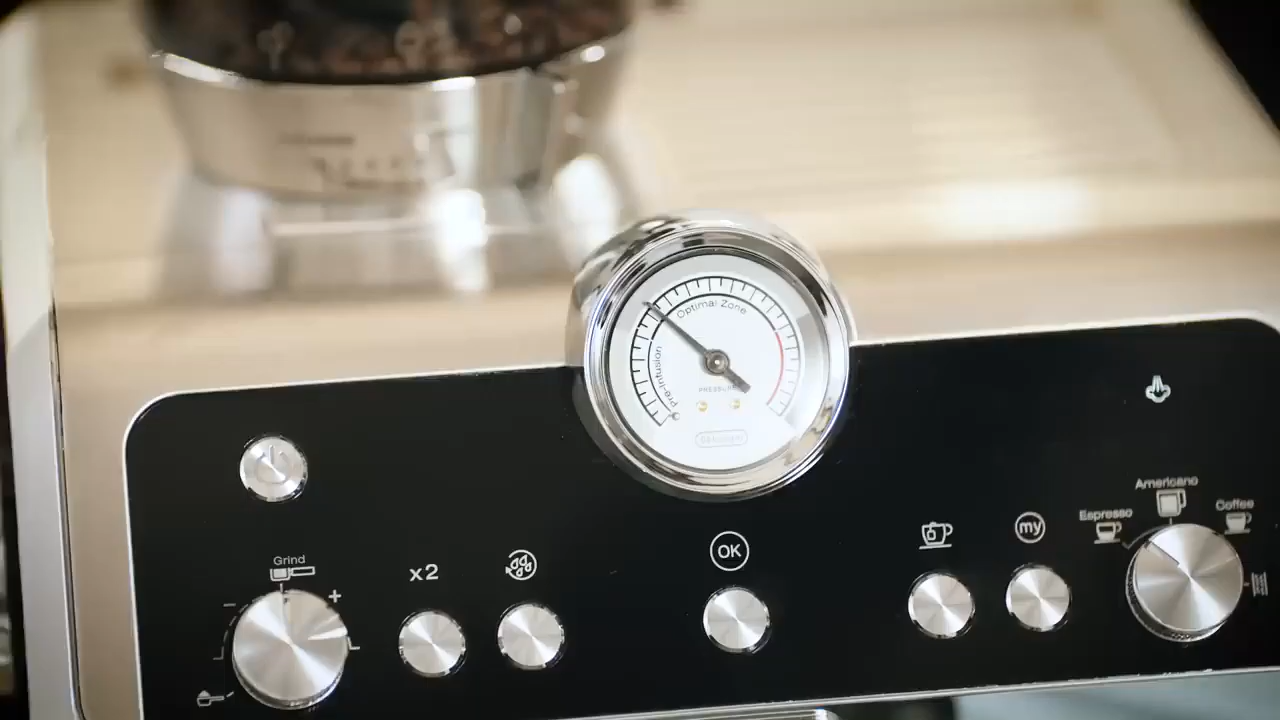 Optimal Zone
Pre-Infusion
PRESSURE
Americano
Espresso
Coffee
OK
my
Grind
x2
+
-